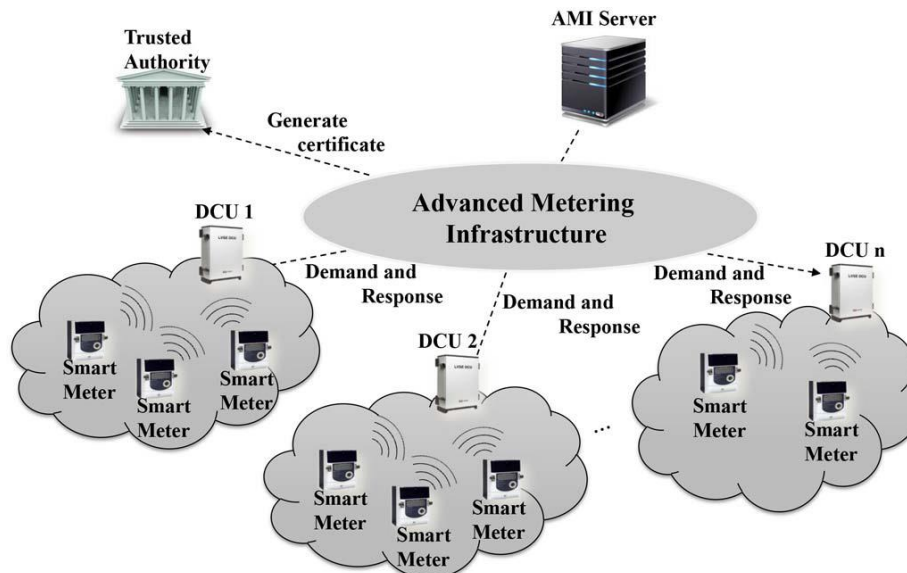 AMI Server
Trusted
Authority
Generate
certificate
Advanced Metering
Infrastructure
DCU 1
DCU n
Demand and
Response
Demand and
Response
Demand and
Response
DCU 2
Smart
Meter
Smart
Meter
Smart
Meter
Smart
Meter
Smart
Meter
...
Smart
Meter
Smart
Meter
Smart
Meter